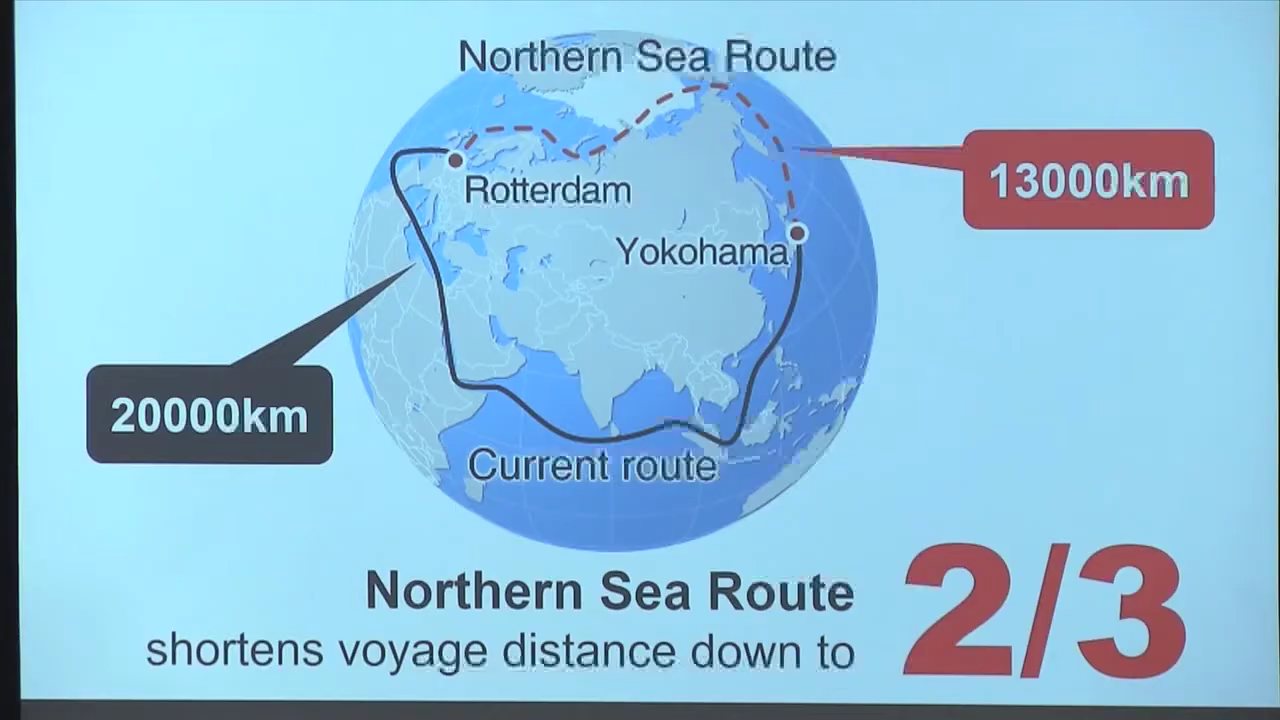 Northern Sea Route
13000km
Rotterdam
Yokohama
20000km
Current route
Northern Sea Route
shortens voyage distance down to
2/3